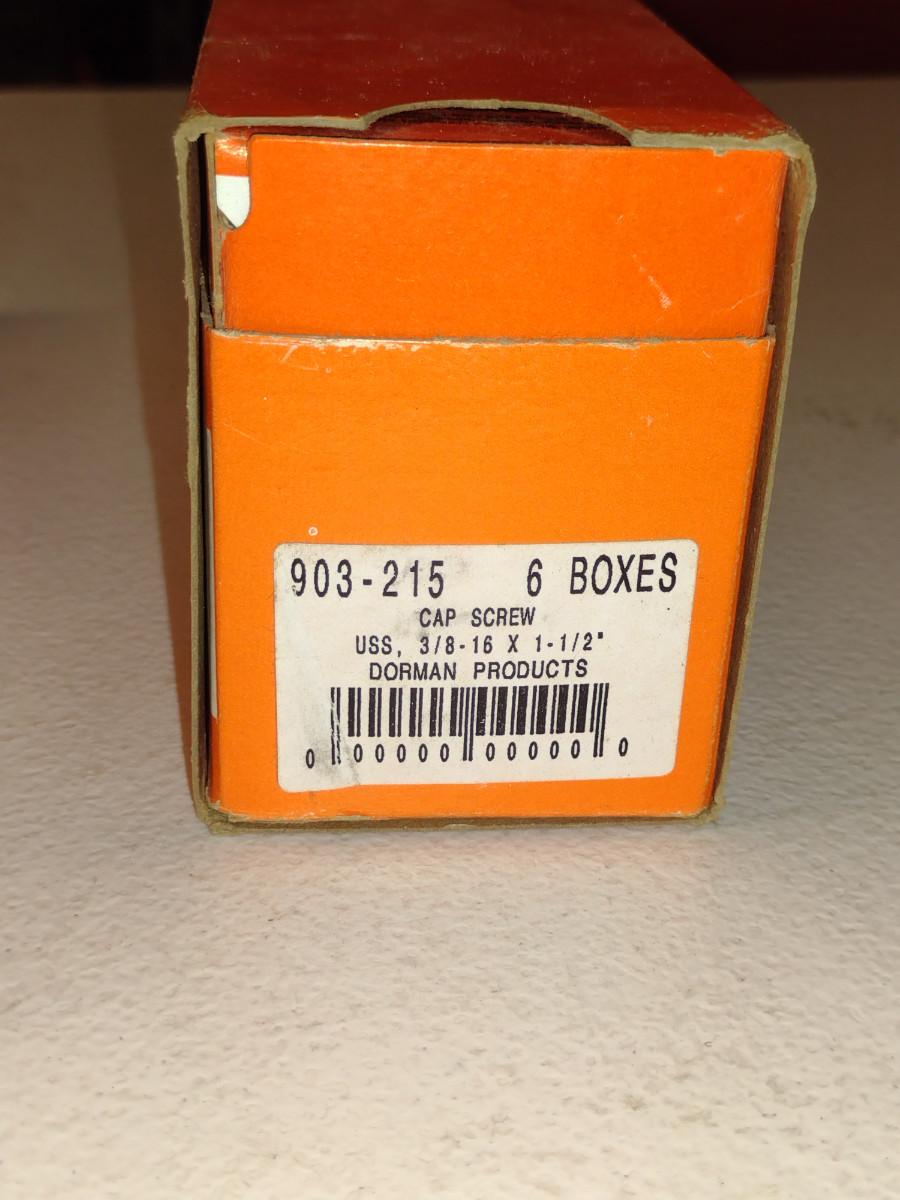 903-215 6 BOXES
CAP SCREW
USS, 3/8-16 X 1-1/2"
DORMAN PRODUCTS
0 00000 00000 0